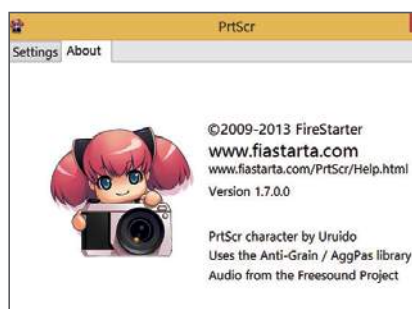 PrtScr
Settings About
©2009-2013 FireStarter
www.fiastarta.com
www.fiastarta.com/PrtScr/Help.html
Version 1.7.0.0
PrtScr character by Uruido
Uses the Anti-Grain / AggPas library
Audio from the Freesound Project